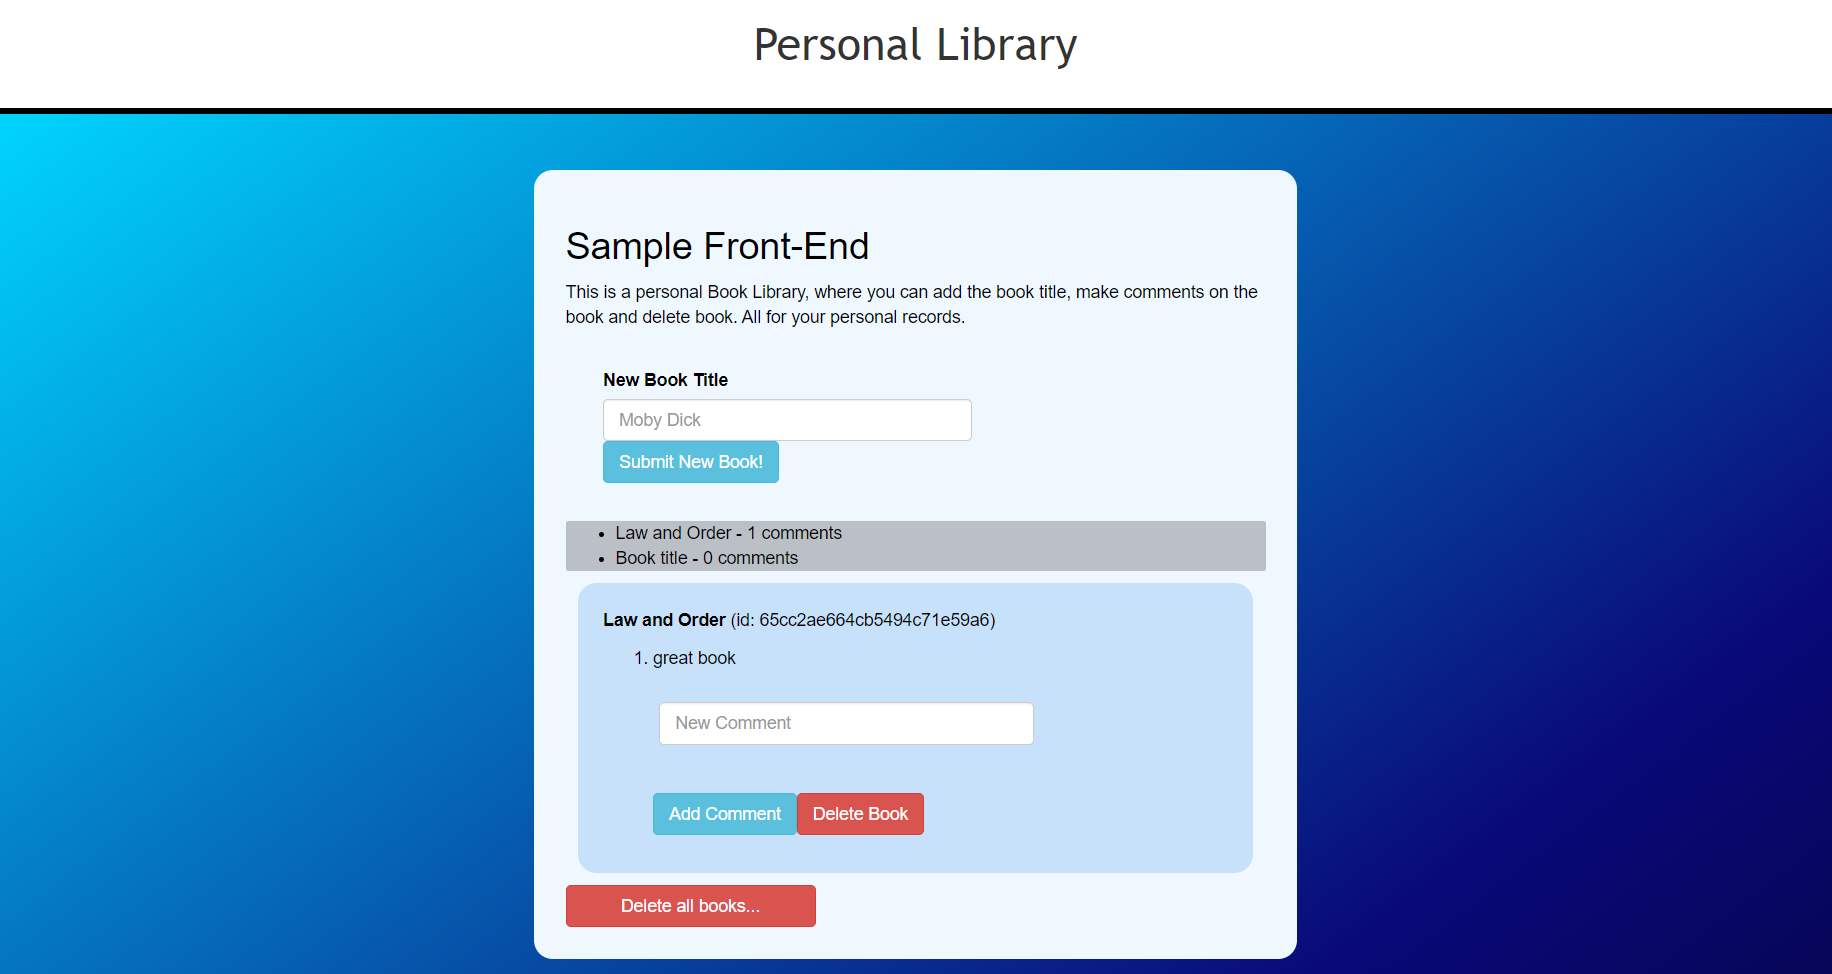 Personal Library
Sample Front-End
This is a personal Book Library, where you can add the book title, make comments on the
book and delete book. All for your personal records.
New Book Title
Moby Dick
Submit New Book!
• Law and Order - 1 comments
• Book title - 0 comments
Law and Order (id: 65cc2ae664cb5494c71e59a6)
1. great book
New Comment
Add Comment Delete Book
Delete all books...